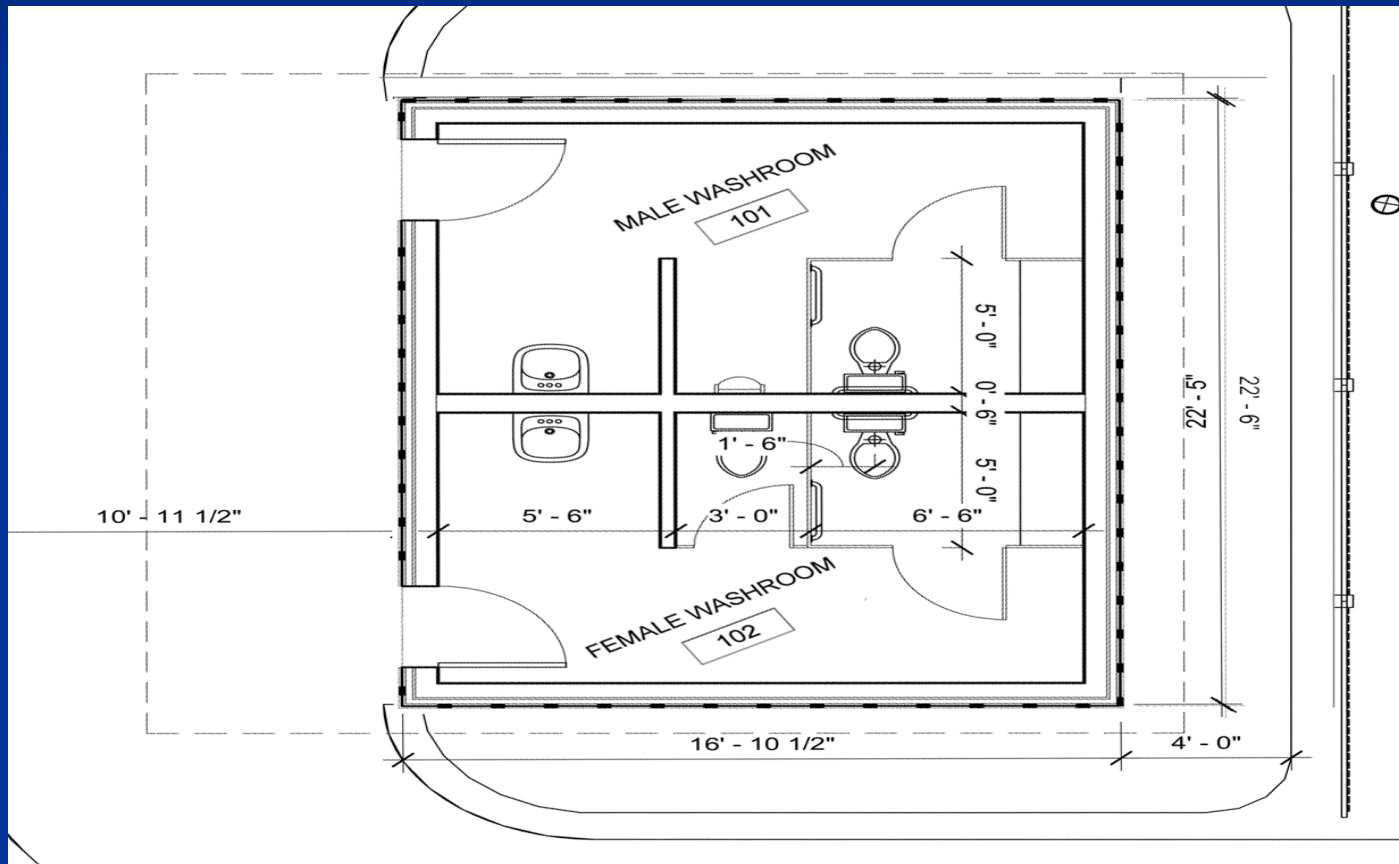 MALE WASHROOM
101
5' - 0"
0' - 6"
5' - 0"
22' - 5"
22' - 6"
1' - 6"
10' - 11 1/2"
5' - 6"
3' - 0"
6' - 6"
FEMALE WASHROOM
102
16' - 10 1/2"
4' - 0"